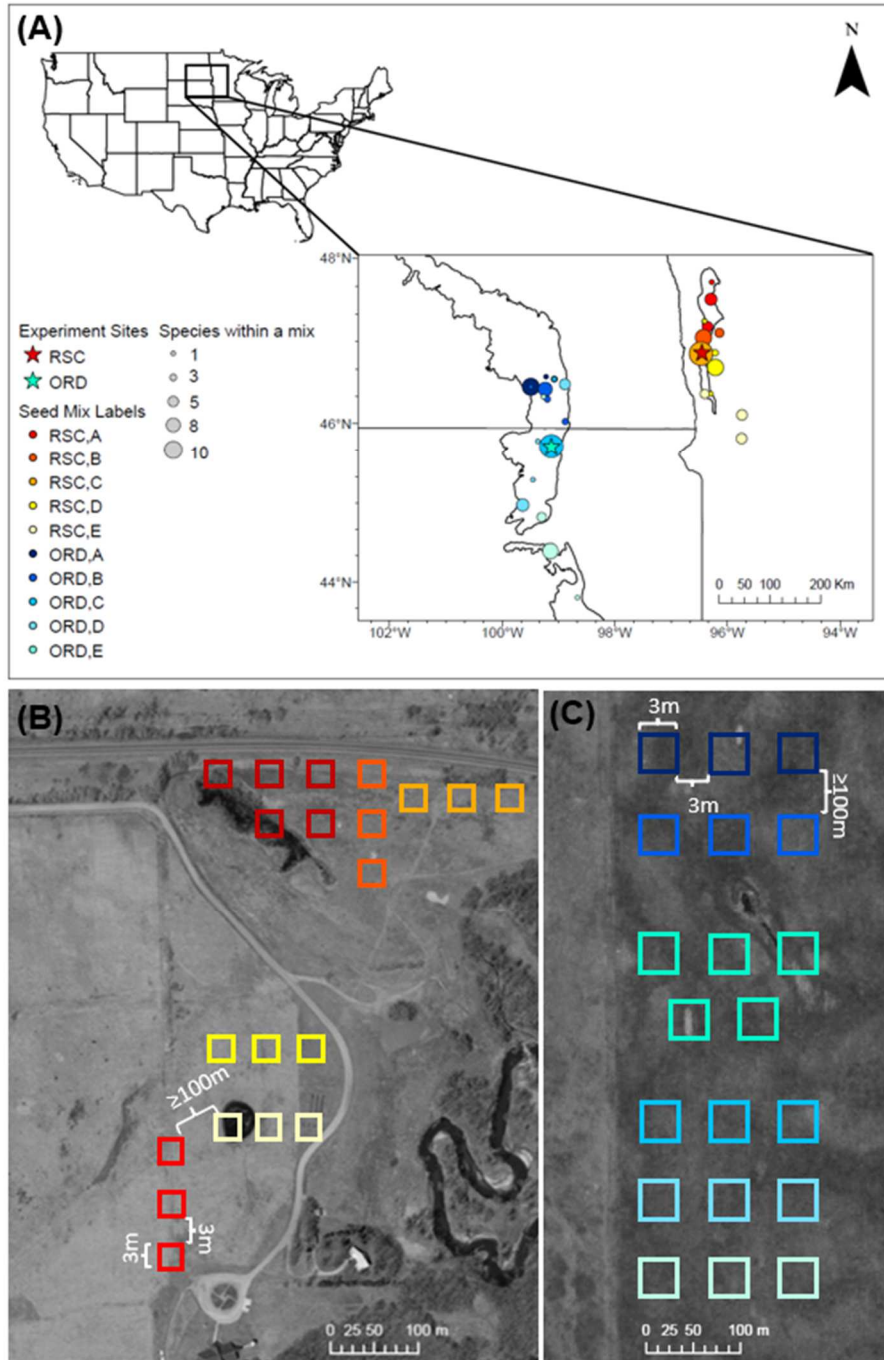 (A)
N
Experiment Sites
RSC
ORD
Seed Mix Labels
RSC,A
RSC,B
RSC,C
RSC,D
RSC,E
ORD,A
ORD,B
ORD,C
ORD,D
ORD,E
Species within a mix
1
3
5
8
10
48°N
46°N
44°N
0 50 100 200 Km
102°W 100°W 98°W 96°W 94°W
(B)
≥100m
3m
3m
0 25 50 100 m
(C)
3m
3m
≥100m
0 25 50 100 m